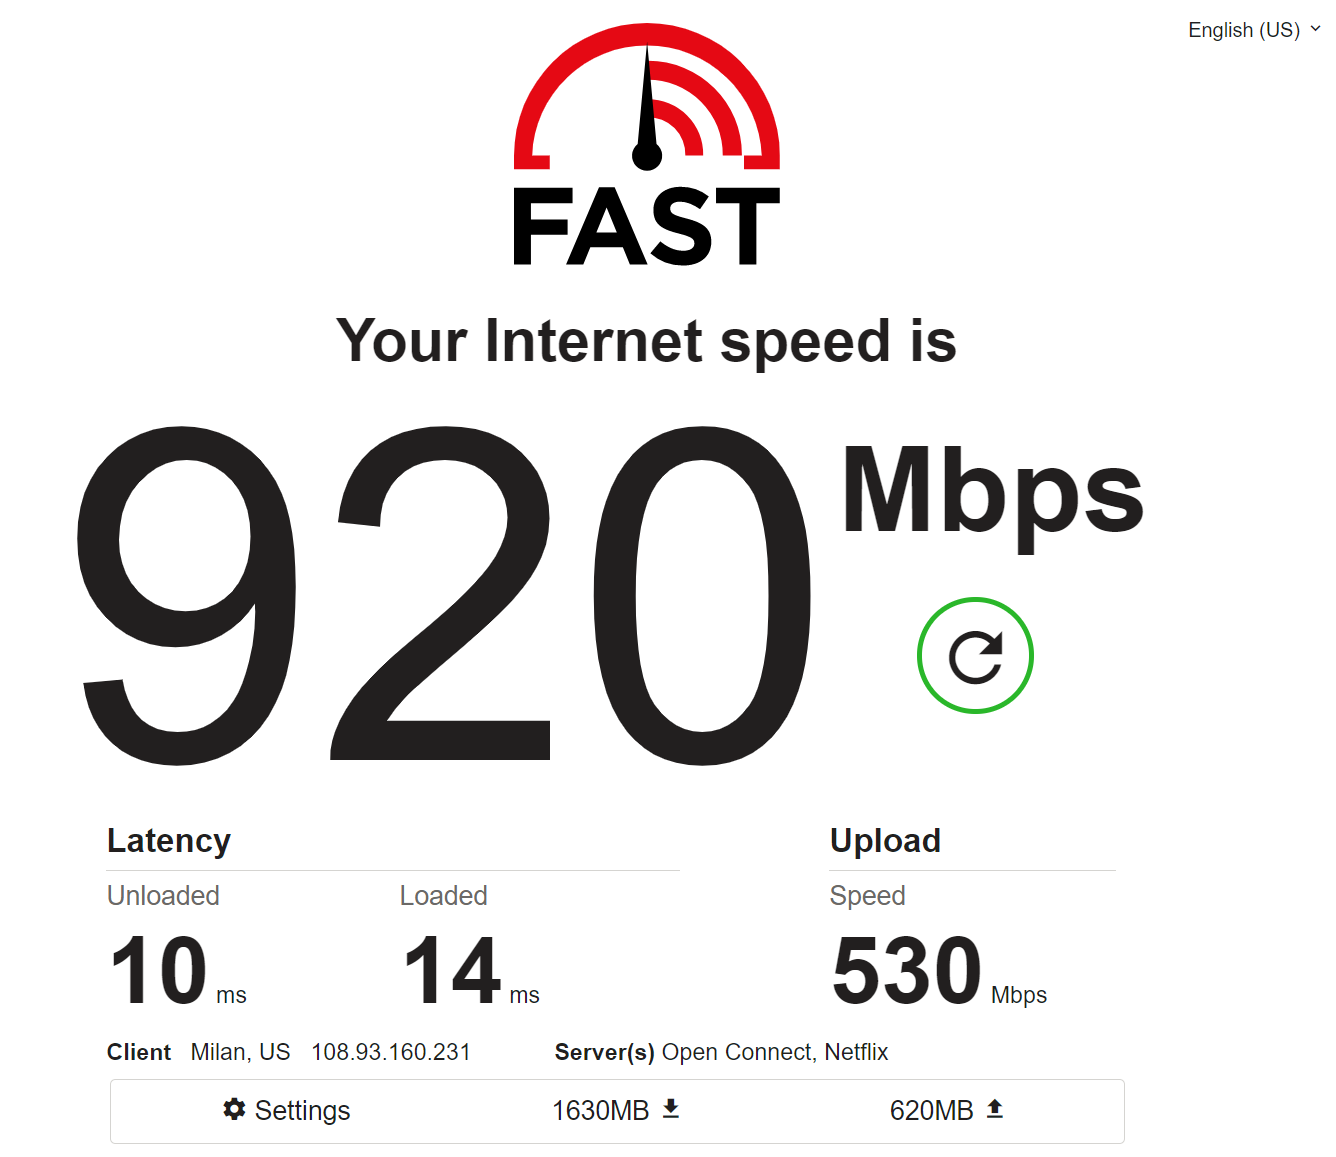 English (US)
FAST
Your Internet speed is
920 Mbps
Latency Upload
Unloaded Loaded Speed
10 ms 14 ms 530 Mbps
Client Milan, US 108.93.160.231 Server(s) Open Connect, Netflix
Settings 1630MB 620MB